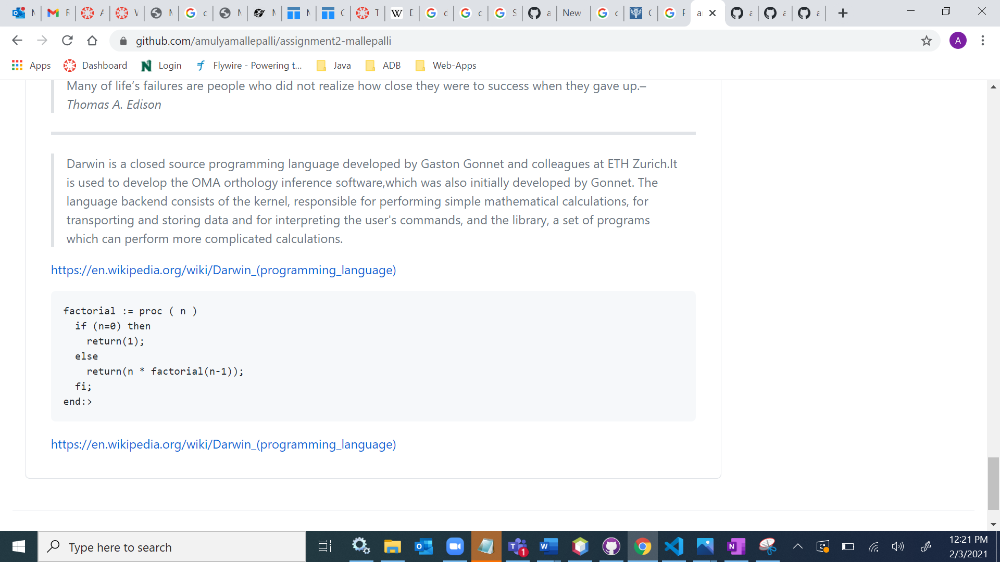 New
github.com/amulyamallepalli/assignment2-mallepalli
A
Apps
Dashboard
Login
Flywire - Powering t...
Java
ADB
Web-Apps
Many of life’s failures are people who did not realize how close they were to success when they gave up.–
Thomas A. Edison
Darwin is a closed source programming language developed by Gaston Gonnet and colleagues at ETH Zurich.It
is used to develop the OMA orthology inference software,which was also initially developed by Gonnet. The
language backend consists of the kernel, responsible for performing simple mathematical calculations, for
transporting and storing data and for interpreting the user's commands, and the library, a set of programs
which can perform more complicated calculations.
https://en.wikipedia.org/wiki/Darwin_(programming_language)
factorial := proc ( n )
  if (n=0) then
    return(1);
  else
    return(n * factorial(n-1));
  fi;
end:>
https://en.wikipedia.org/wiki/Darwin_(programming_language)
Type here to search
1
12:21 PM
2/3/2021